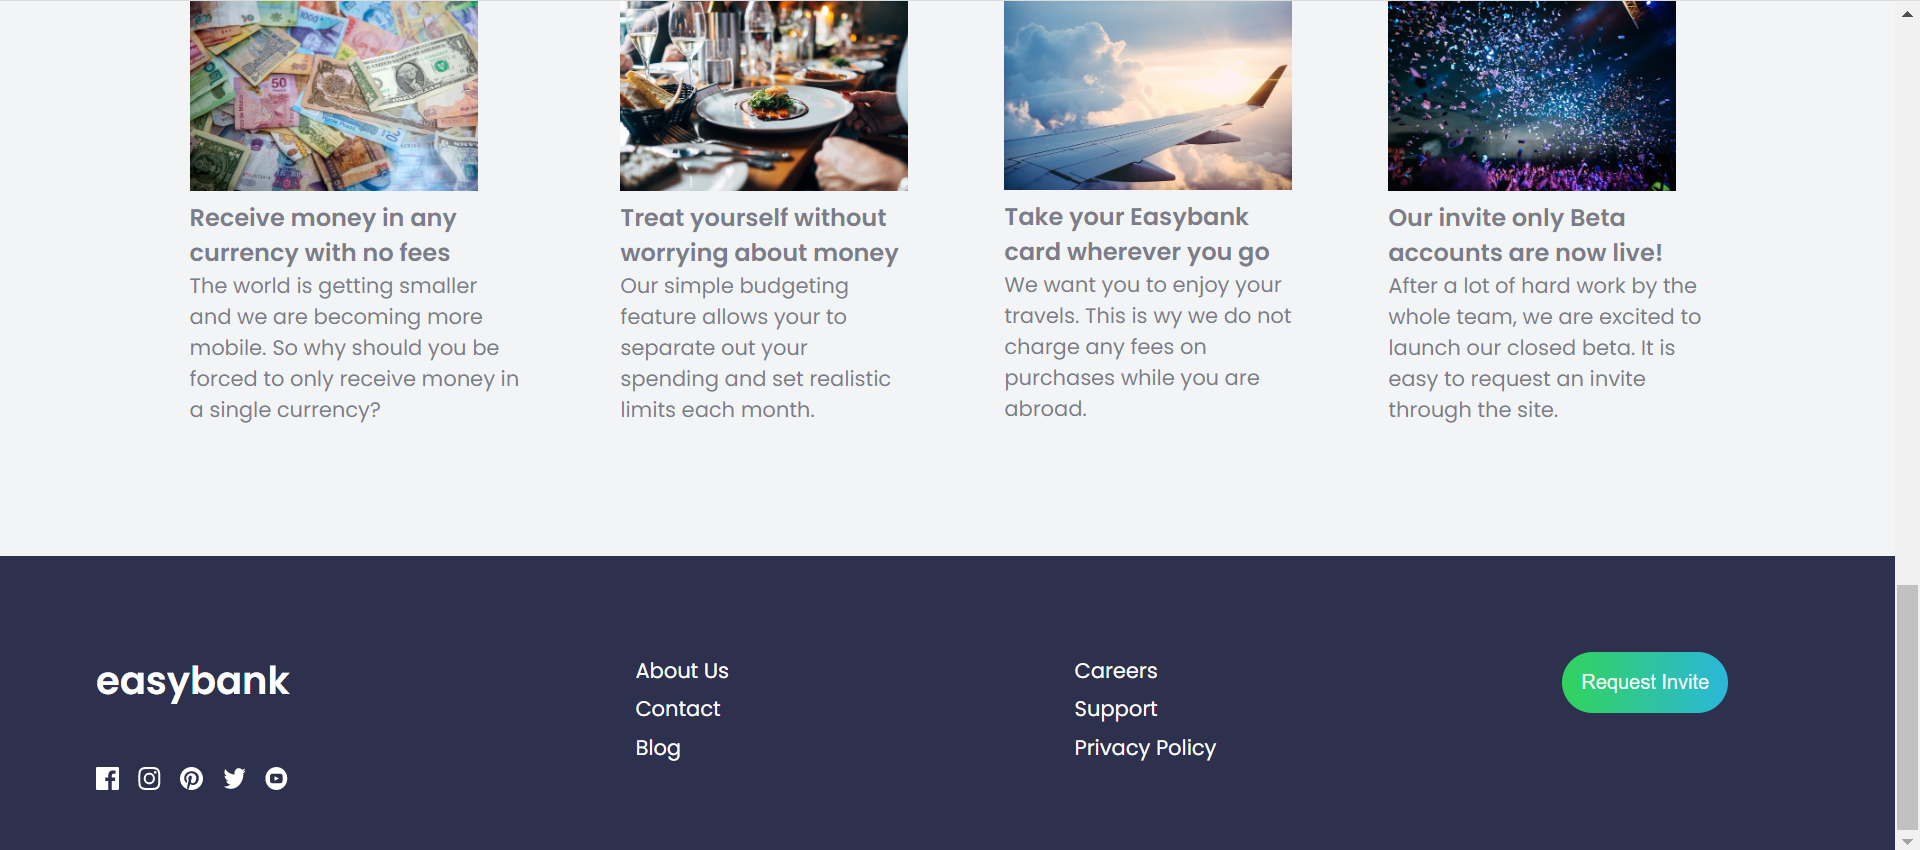 Receive money in any
currency with no fees
The world is getting smaller
and we are becoming more
mobile. So why should you be
forced to only receive money in
a single currency?
Treat yourself without
worrying about money
Our simple budgeting
feature allows your to
separate out your
spending and set realistic
limits each month.
Take your Easybank
card wherever you go
We want you to enjoy your
travels. This is wy we do not
charge any fees on
purchases while you are
abroad.
Our invite only Beta
accounts are now live!
After a lot of hard work by the
whole team, we are excited to
launch our closed beta. It is
easy to request an invite
through the site.
easybank
About Us
Contact
Blog
Careers
Support
Privacy Policy
Request Invite